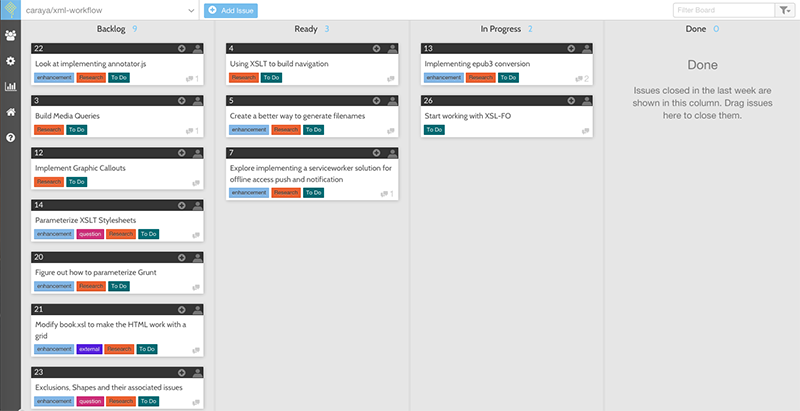 caraya/xml-workflow
Add Issue
Filter Board
Backlog 9
22
Look at implementing annotator.js
enhancement Research To Do
1
3
Build Media Queries
Research To Do
1
12
Implement Graphic Callouts
Research To Do
14
Parameterize XSLT Stylesheets
enhancement question Research To Do
20
Figure out how to parameterize Grunt
enhancement Research To Do
21
Modify book.xsl to make the HTML work with a
grid
enhancement external Research To Do
23
Exclusions, Shapes and their associated issues
enhancement question Research To Do
Ready 3
4
Using XSLT to build navigation
Research To Do
5
Create a better way to generate filenames
enhancement Research To Do
7
Explore implementing a serviceworker solution for
offline access push and notification
enhancement Research To Do
1
In Progress 2
13
Implementing epub3 conversion
enhancement Research To Do
2
26
Start working with XSL-FO
To Do
Done 0
Done
Issues closed in the last week are
shown in this column. Drag issues
here to close them.